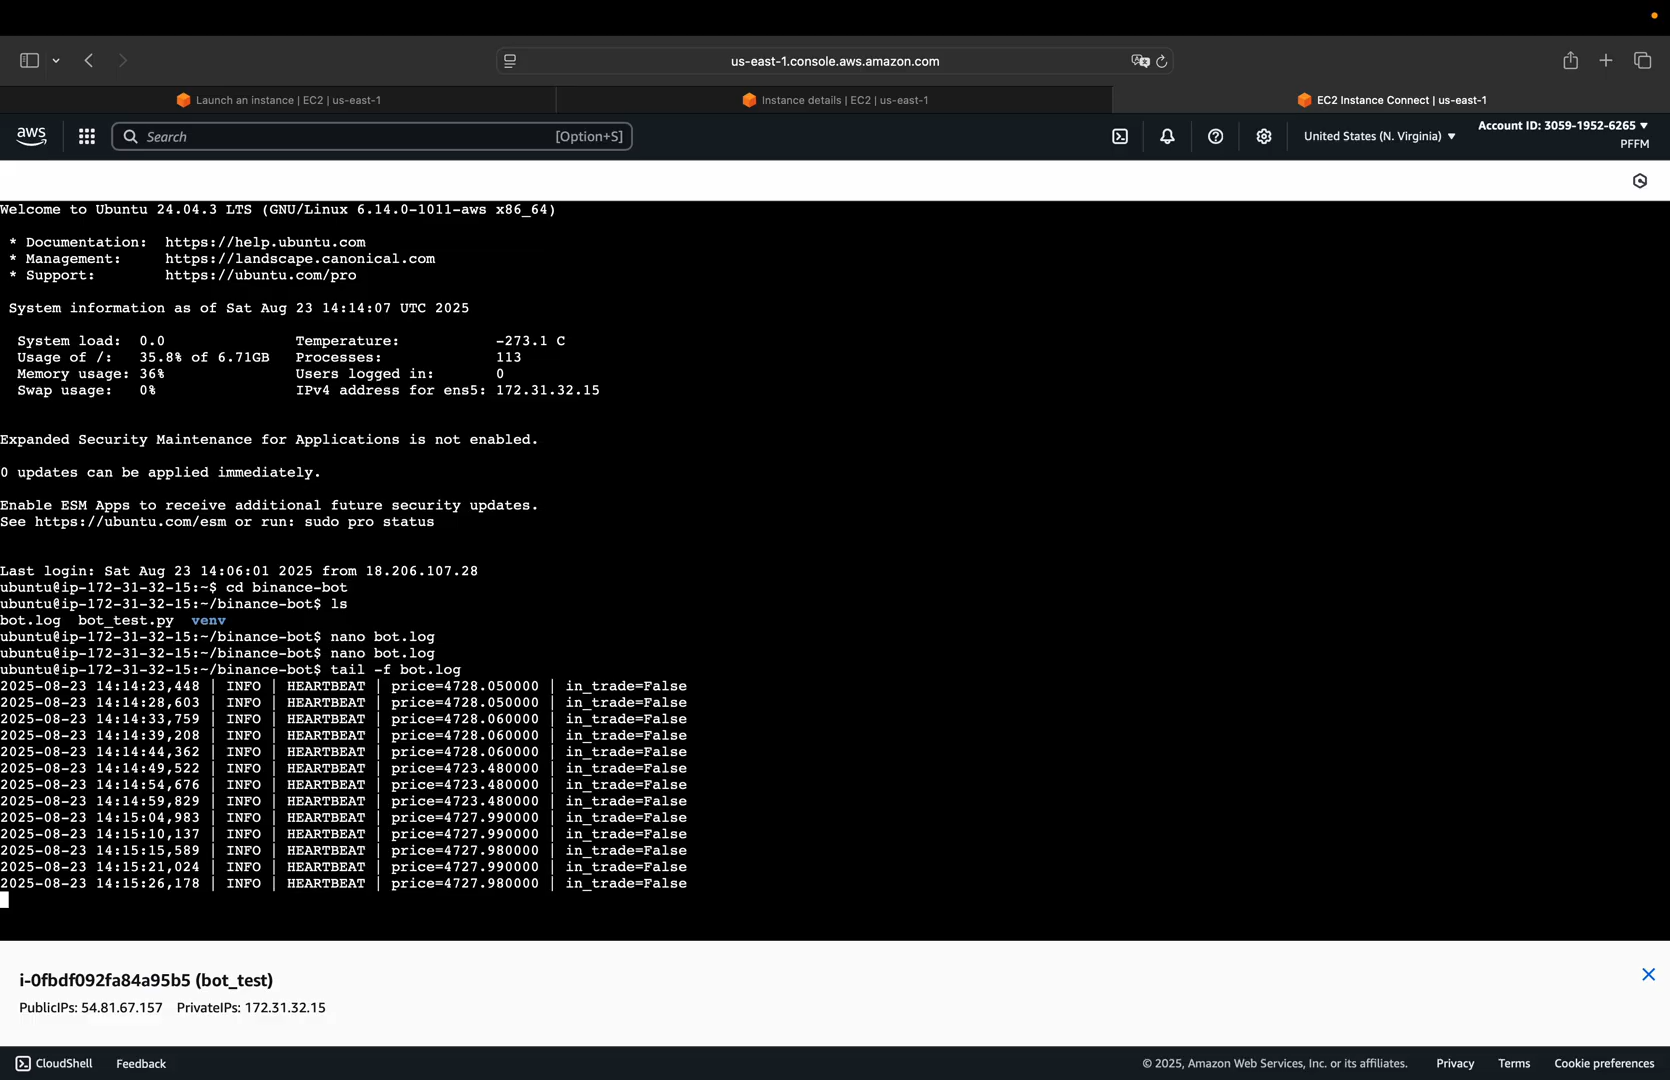 us-east-1.console.aws.amazon.com
Launch an instance | EC2 | us-east-1
Instance details | EC2 | us-east-1
EC2 Instance Connect | us-east-1
aws
Search
[Option+S]
United States (N. Virginia)
Account ID: 3059-1952-6265
PFFM
Welcome to Ubuntu 24.04.3 LTS (GNU/Linux 6.14.0-1011-aws x86_64)
* Documentation:  https://help.ubuntu.com
* Management:     https://landscape.canonical.com
* Support:        https://ubuntu.com/pro
System information as of Sat Aug 23 14:14:07 UTC 2025
System load:  0.0               Temperature:           -273.1 C
Usage of /:   35.8% of 6.71GB   Processes:             113
Memory usage: 36%               Users logged in:       0
Swap usage:   0%                IPv4 address for ens5: 172.31.32.15
Expanded Security Maintenance for Applications is not enabled.
0 updates can be applied immediately.
Enable ESM Apps to receive additional future security updates.
See https://ubuntu.com/esm or run: sudo pro status
Last login: Sat Aug 23 14:06:01 2025 from 18.206.107.28
ubuntu@ip-172-31-32-15:~$ cd binance-bot
ubuntu@ip-172-31-32-15:~/binance-bot$ ls
bot.log  bot_test.py  venv
ubuntu@ip-172-31-32-15:~/binance-bot$ nano bot.log
ubuntu@ip-172-31-32-15:~/binance-bot$ nano bot.log
ubuntu@ip-172-31-32-15:~/binance-bot$ tail -f bot.log
2025-08-23 14:14:23,448 | INFO | HEARTBEAT | price=4728.050000 | in_trade=False
2025-08-23 14:14:28,603 | INFO | HEARTBEAT | price=4728.050000 | in_trade=False
2025-08-23 14:14:33,759 | INFO | HEARTBEAT | price=4728.060000 | in_trade=False
2025-08-23 14:14:39,208 | INFO | HEARTBEAT | price=4728.060000 | in_trade=False
2025-08-23 14:14:44,362 | INFO | HEARTBEAT | price=4728.060000 | in_trade=False
2025-08-23 14:14:49,522 | INFO | HEARTBEAT | price=4723.480000 | in_trade=False
2025-08-23 14:14:54,676 | INFO | HEARTBEAT | price=4723.480000 | in_trade=False
2025-08-23 14:14:59,829 | INFO | HEARTBEAT | price=4723.480000 | in_trade=False
2025-08-23 14:15:04,983 | INFO | HEARTBEAT | price=4727.990000 | in_trade=False
2025-08-23 14:15:10,137 | INFO | HEARTBEAT | price=4727.990000 | in_trade=False
2025-08-23 14:15:15,589 | INFO | HEARTBEAT | price=4727.980000 | in_trade=False
2025-08-23 14:15:21,024 | INFO | HEARTBEAT | price=4727.990000 | in_trade=False
2025-08-23 14:15:26,178 | INFO | HEARTBEAT | price=4727.980000 | in_trade=False
i-0fbdf092fa84a95b5 (bot_test)
PublicIPs: 54.81.67.157    PrivateIPs: 172.31.32.15
CloudShell
Feedback
© 2025, Amazon Web Services, Inc. or its affiliates.
Privacy
Terms
Cookie preferences